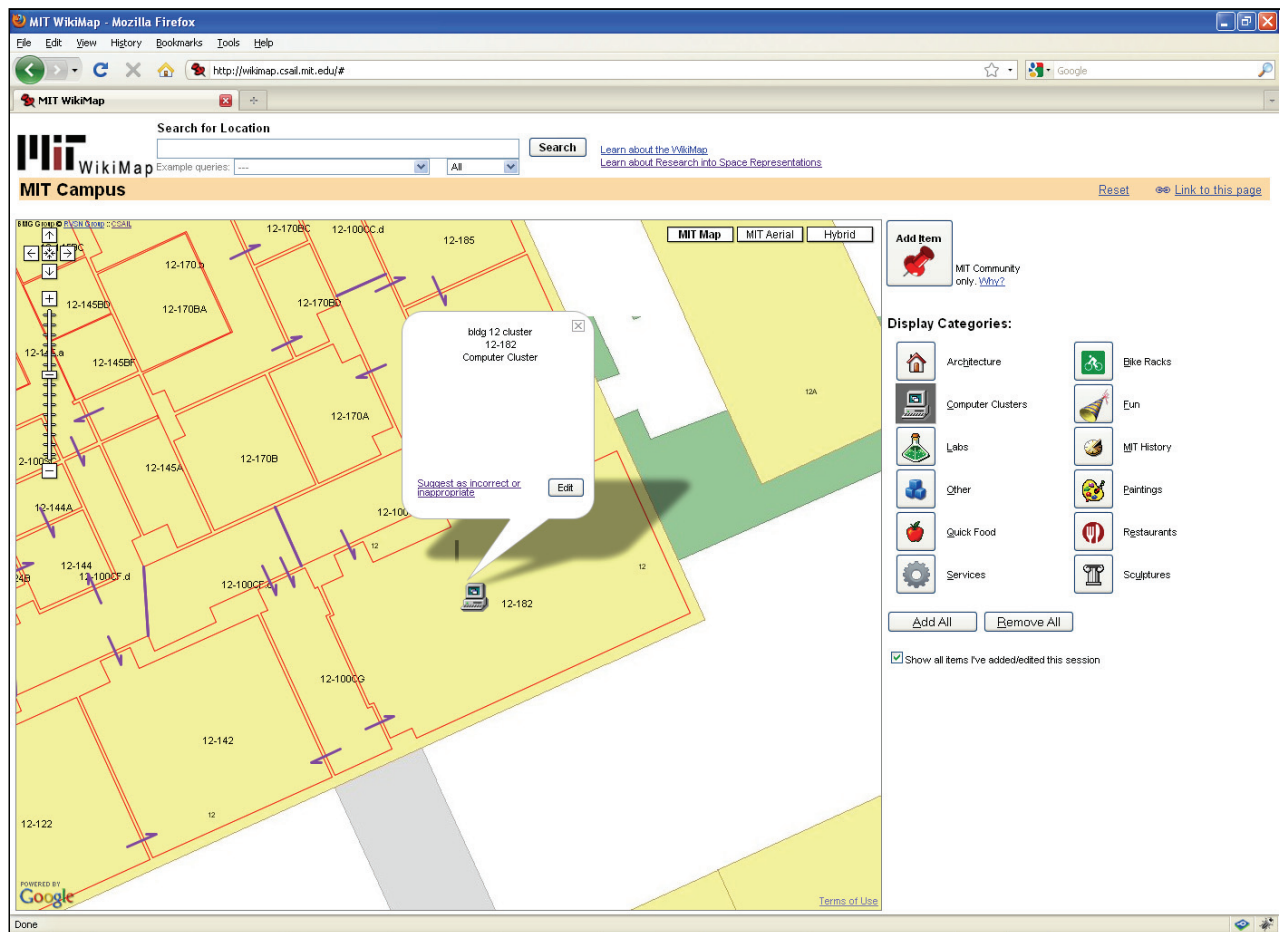 MIT WikiMap - Mozilla Firefox
File Edit View History Bookmarks Tools Help
http://wikimap.csail.mit.edu/#
Google
MIT WikiMap
Search for Location
Search
Learn about the WikiMap
Learn about Research into Space Representations
MIT WikiMap
Example queries: ---
All
MIT Campus
Reset
Link to this page
RVSN Group :: CSAIL
12-170BC
12-100CC.d
12-185
MIT Map
MIT Aerial
Hybrid
12-170.b
12-145BD
12-170BA
12-170BD
12-145BF
12-170A
12-170B
12-145A
12-144A
12-144
12-100CF.d
12
12
12-182
12-100CG
12-142
12
12-122
12A
bldg 12 cluster
12-182
Computer Cluster
Suggest as incorrect or
inappropriate
Edit
POWERED BY
Google
Terms of Use
Add Item
MIT Community
only. Why?
Display Categories:
Architecture
Bike Racks
Computer Clusters
Fun
Labs
MIT History
Other
Paintings
Quick Food
Restaurants
Services
Sculptures
Add All
Remove All
Show all items I've added/edited this session
Done